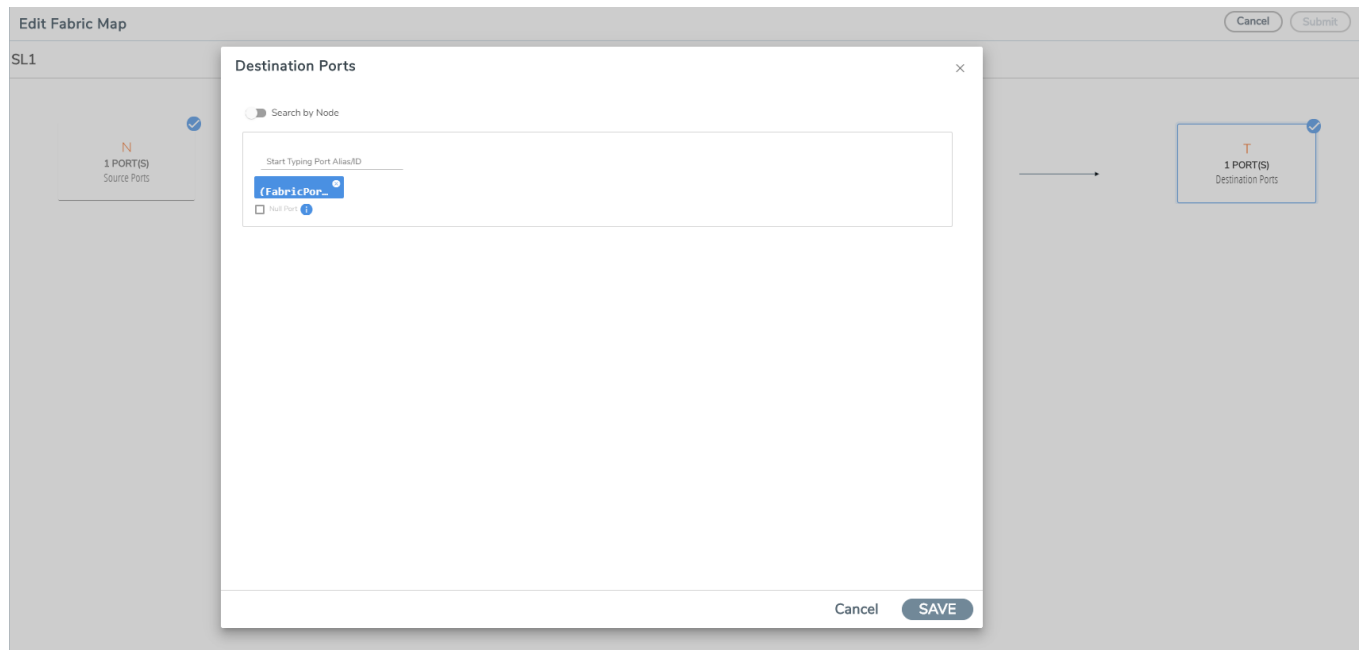 Edit Fabric Map
Cancel
Submit
SL1
Destination Ports
Search by Node
N
1 PORT(S)
Source Ports
Start Typing Port Alias/ID
(FabricPor…
Null Port
T
1 PORT(S)
Destination Ports
Cancel
SAVE